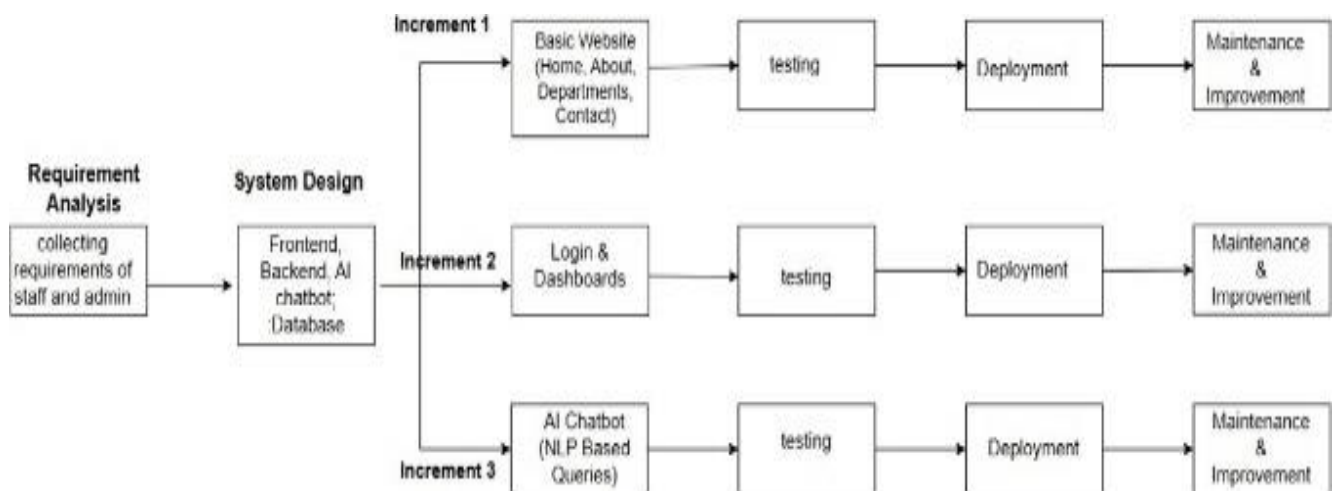 Requirement
Analysis
collecting
requirements of
staff and admin
System Design
Frontend,
Backend, AI
chatbot;
:Database
Increment 1
Basic Website
(Home, About,
Departments,
Contact)
testing
Deployment
Maintenance
&
Improvement
Increment 2
Login &
Dashboards
testing
Deployment
Maintenance
&
Improvement
Increment 3
AI Chatbot
(NLP Based
Queries)
testing
Deployment
Maintenance
&
Improvement